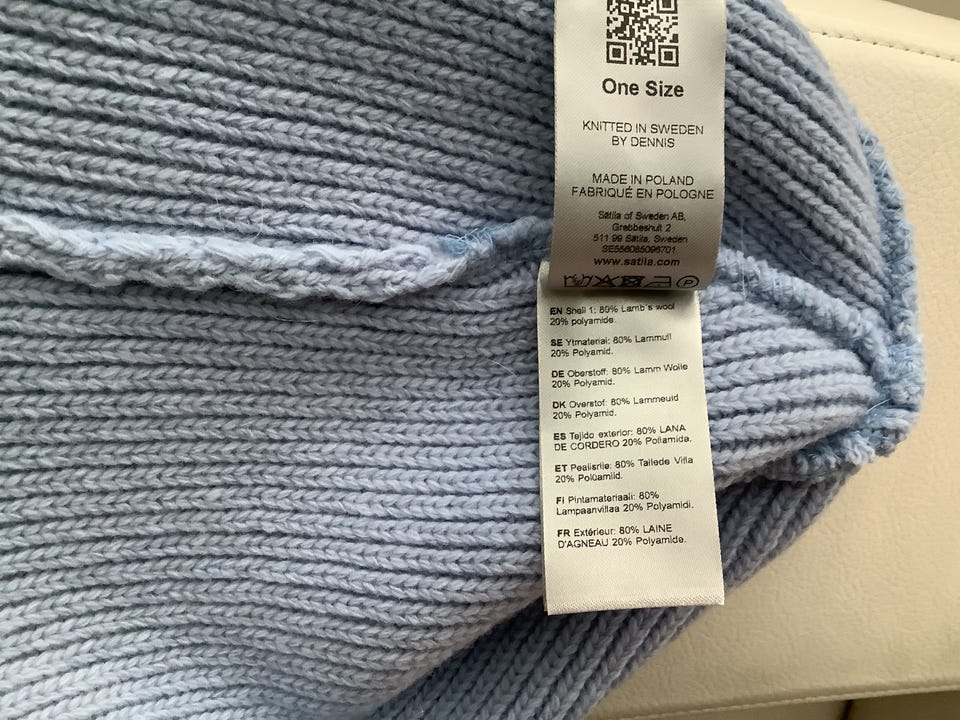 One Size
KNITTED IN SWEDEN
BY DENNIS
MADE IN POLAND
FABRIQUÉ EN POLOGNE
Sätila of Sweden AB,
Grebbeshult 2
511 99 Sätila, Sweden
SE556085096701
www.satila.com
EN Shell 1: 80% Lamb's wool
20% polyamide.
SE Ytmaterial: 80% Lammull
20% Polyamid.
DE Oberstoff: 80% Lamm Wolle
20% Polyamid.
DK Overstof: 80% Lammeuld
20% Polyamid.
ES Tejido exterior: 80% LANA
DE CORDERO 20% Poliamida.
ET Pealisriie: 80% Tallede Villa
20% Polüamiid.
FI Pintamateriaali: 80%
Lampaanvillaa 20% Polyamidi.
FR Extérieur: 80% LAINE
D'AGNEAU 20% Polyamide.